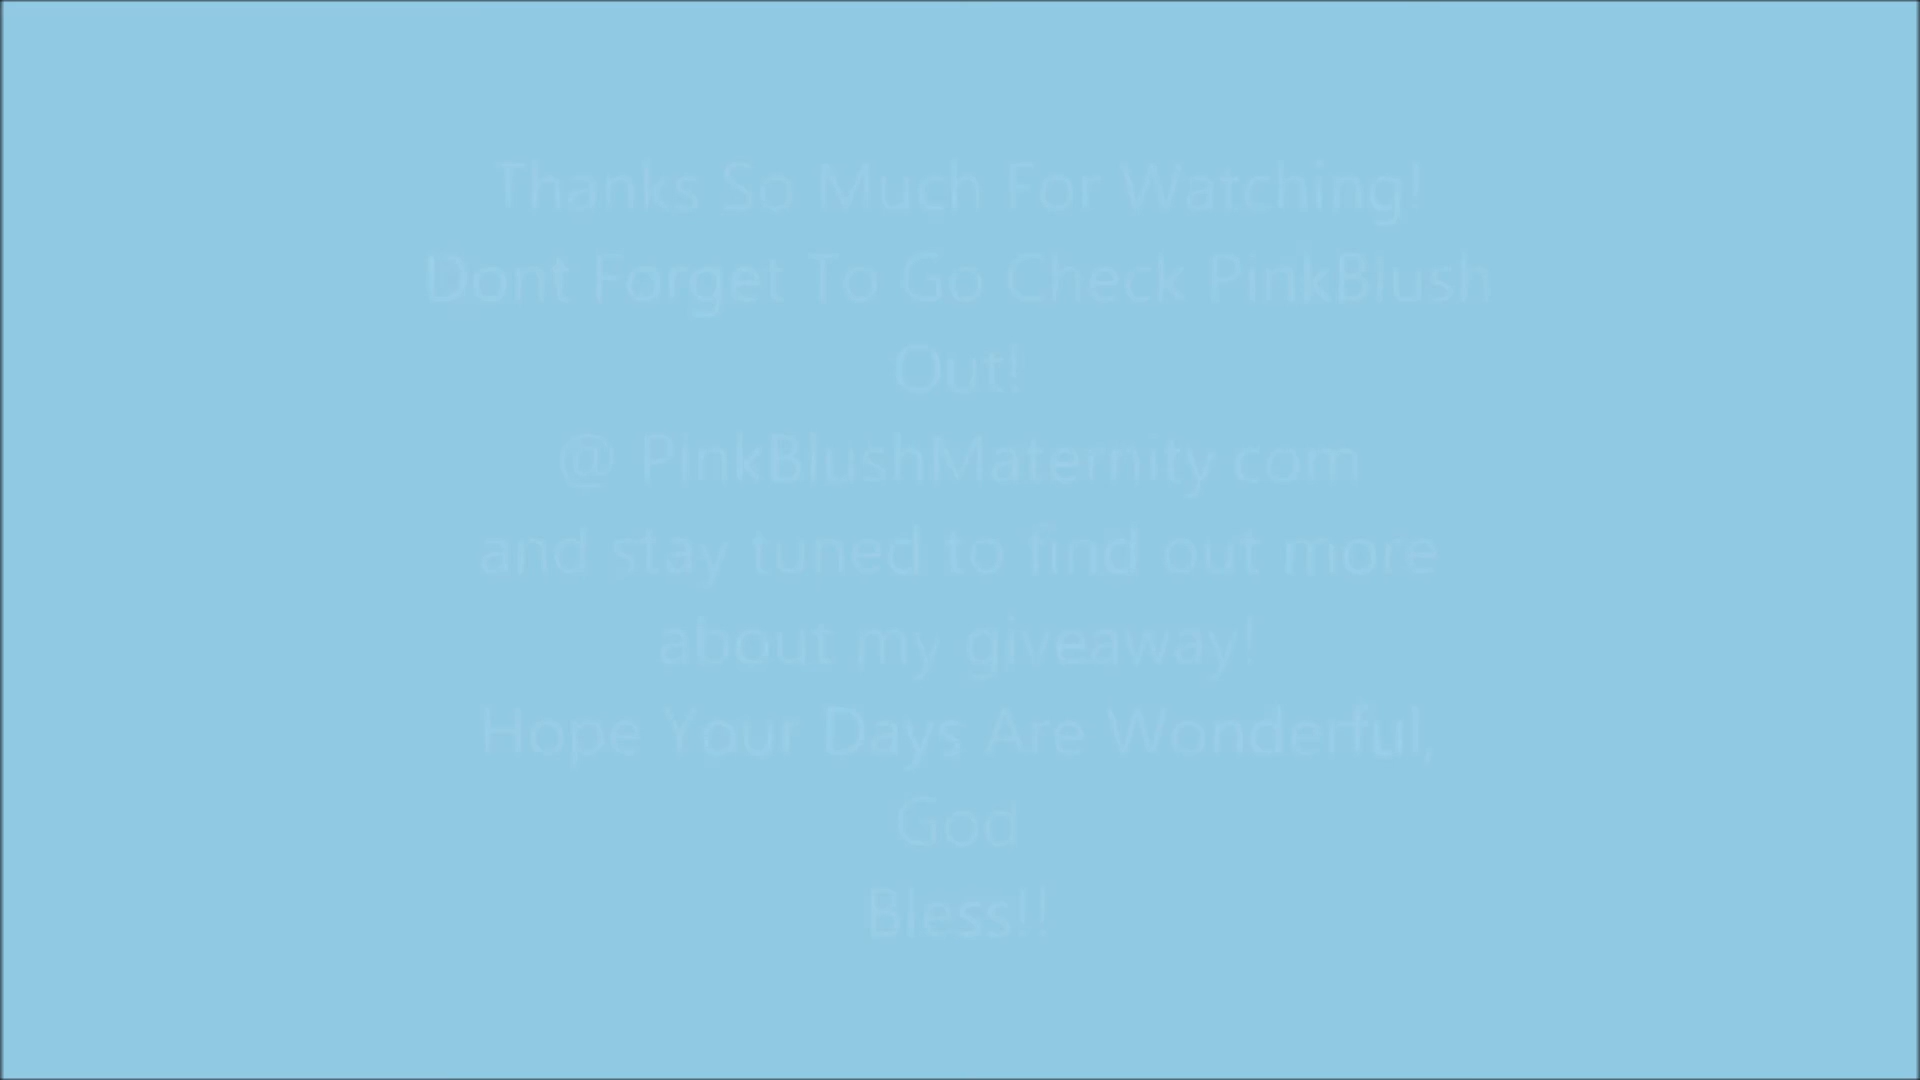 Thanks So Much For Watching!
Dont Forget To Go Check PinkBlush
Out!
@ PinkBlushMaternity.com
and stay tuned to find out more
about my giveaway!
Hope Your Days Are Wonderful,
God
Bless!!